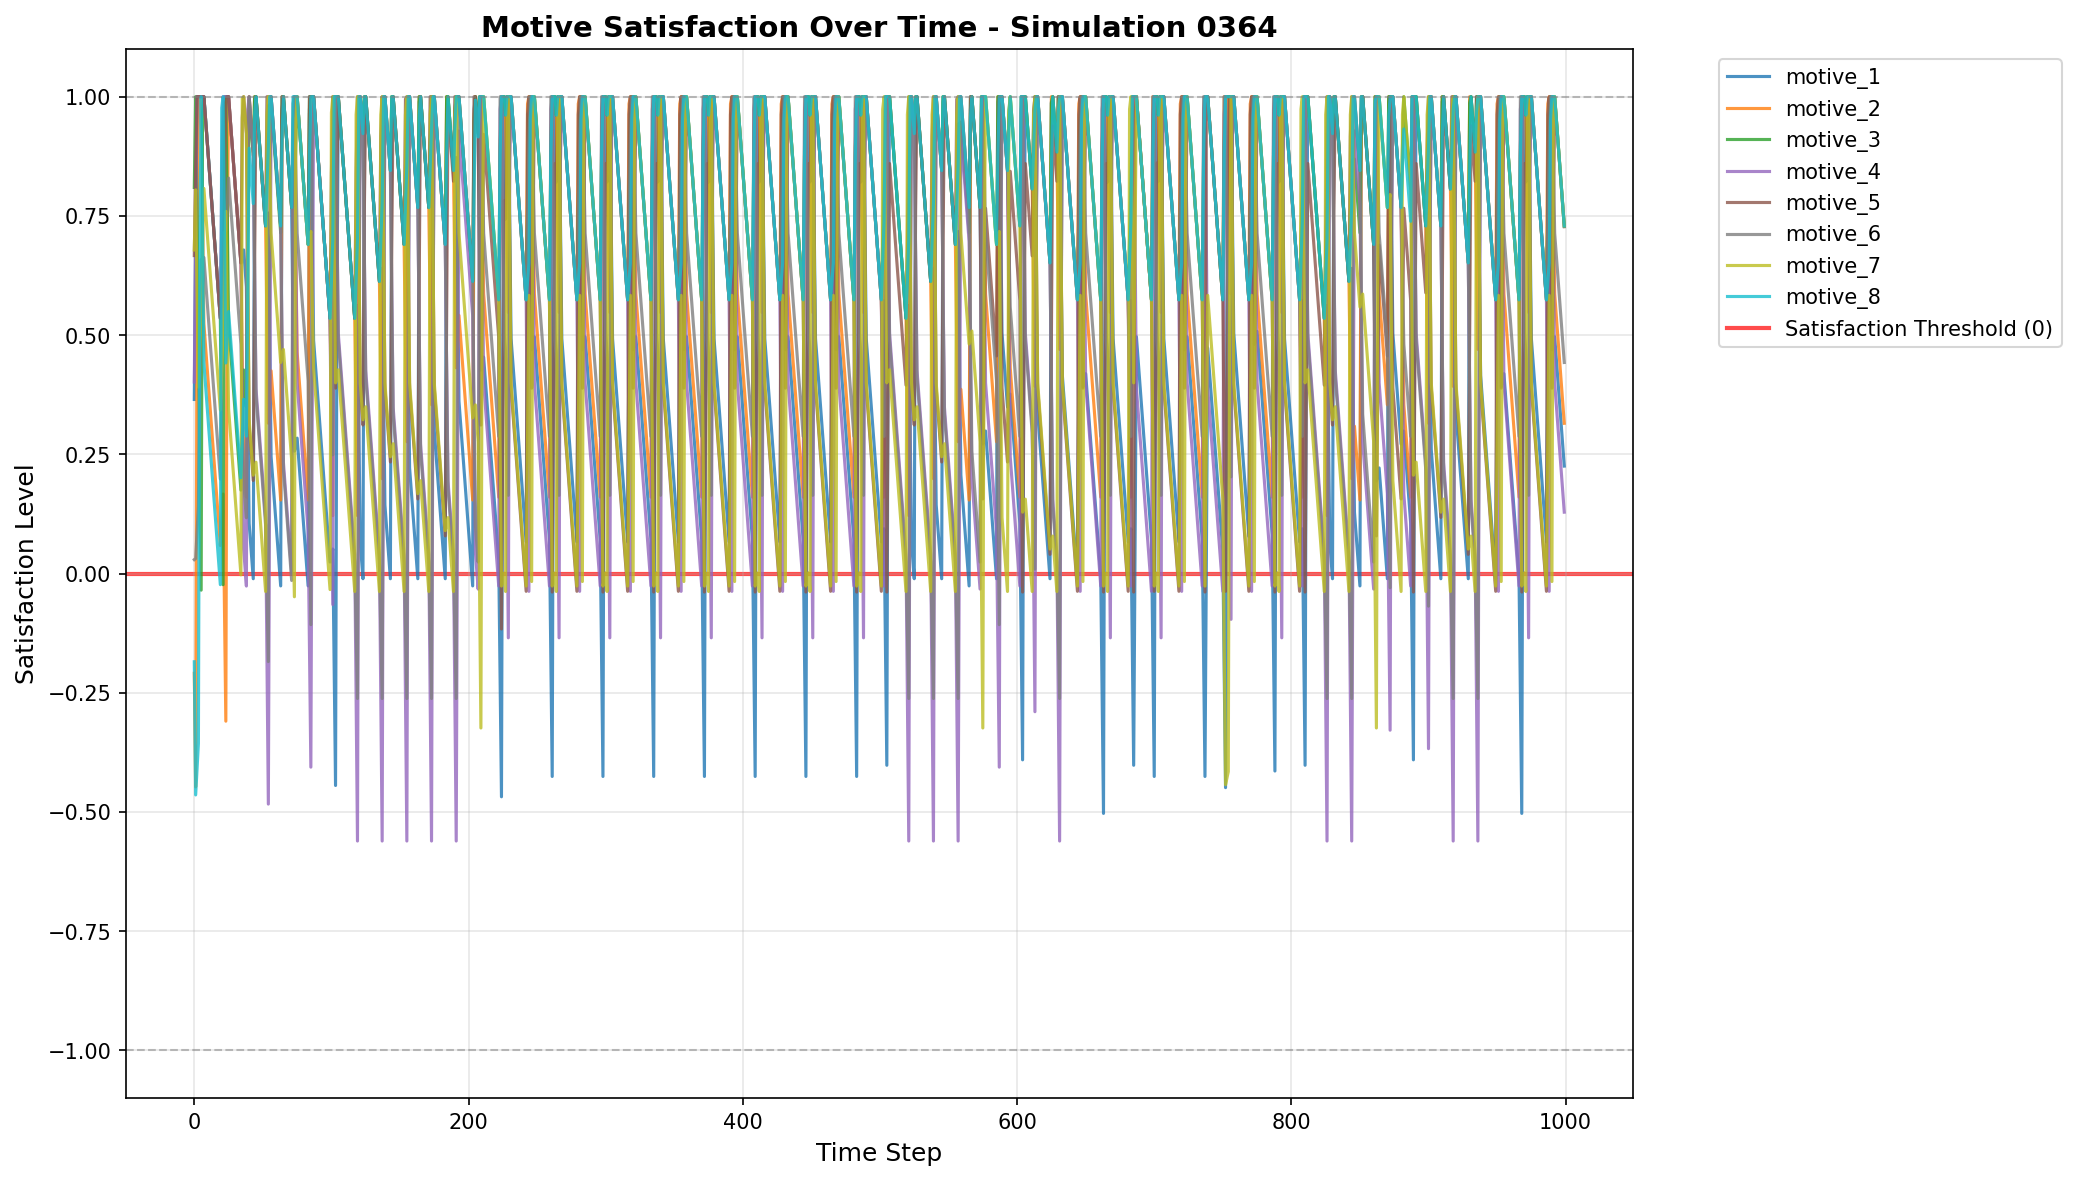 Motive Satisfaction Over Time - Simulation 0364
Satisfaction Level
1.00
0.75
0.50
0.25
0.00
−0.25
−0.50
−0.75
−1.00
0
200
400
600
800
1000
Time Step
motive_1
motive_2
motive_3
motive_4
motive_5
motive_6
motive_7
motive_8
Satisfaction Threshold (0)